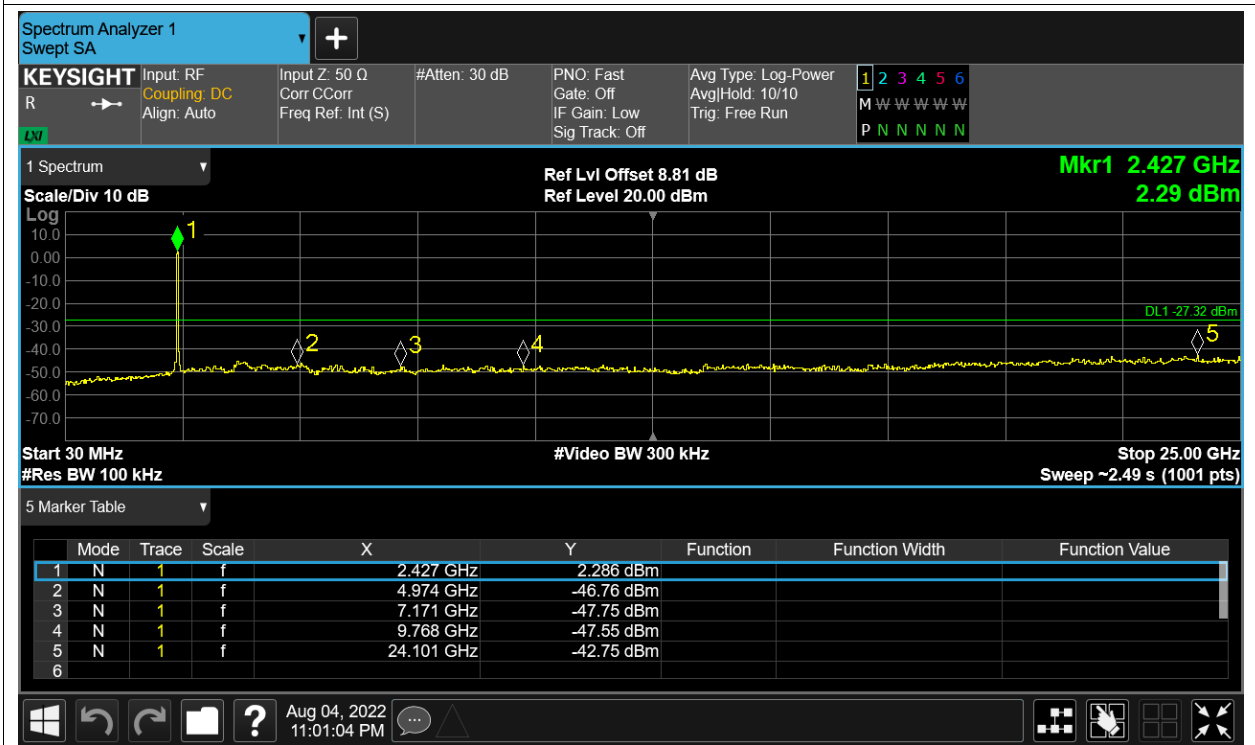 Spectrum Analyzer 1
Swept SA
KEYSIGHT Input: RF Input Z: 50 Ω #Atten: 30 dB PNO: Fast Avg Type: Log-Power 1 2 3 4 5 6
R Coupling: DC Corr CCorr Gate: Off Avg|Hold: 10/10 M W W W W W W
Align: Auto Freq Ref: Int (S) IF Gain: Low Trig: Free Run
LXI Sig Track: Off P N N N N N N
1 Spectrum Ref Lvl Offset 8.81 dB Mkr1 2.427 GHz
Scale/Div 10 dB Ref Level 20.00 dBm 2.29 dBm
Log
10.0 1
0.00
-10.0
-20.0
DL1 -27.32 dBm
-30.0
-40.0 2 3 4 5
-50.0
-60.0
-70.0
Start 30 MHz #Video BW 300 kHz Stop 25.00 GHz
#Res BW 100 kHz Sweep ~2.49 s (1001 pts)
5 Marker Table
Mode Trace Scale X Y Function Function Width Function Value
1 N 1 f 2.427 GHz 2.286 dBm
2 N 1 f 4.974 GHz -46.76 dBm
3 N 1 f 7.171 GHz -47.75 dBm
4 N 1 f 9.768 GHz -47.55 dBm
5 N 1 f 24.101 GHz -42.75 dBm
6
? Aug 04, 2022
11:01:04 PM